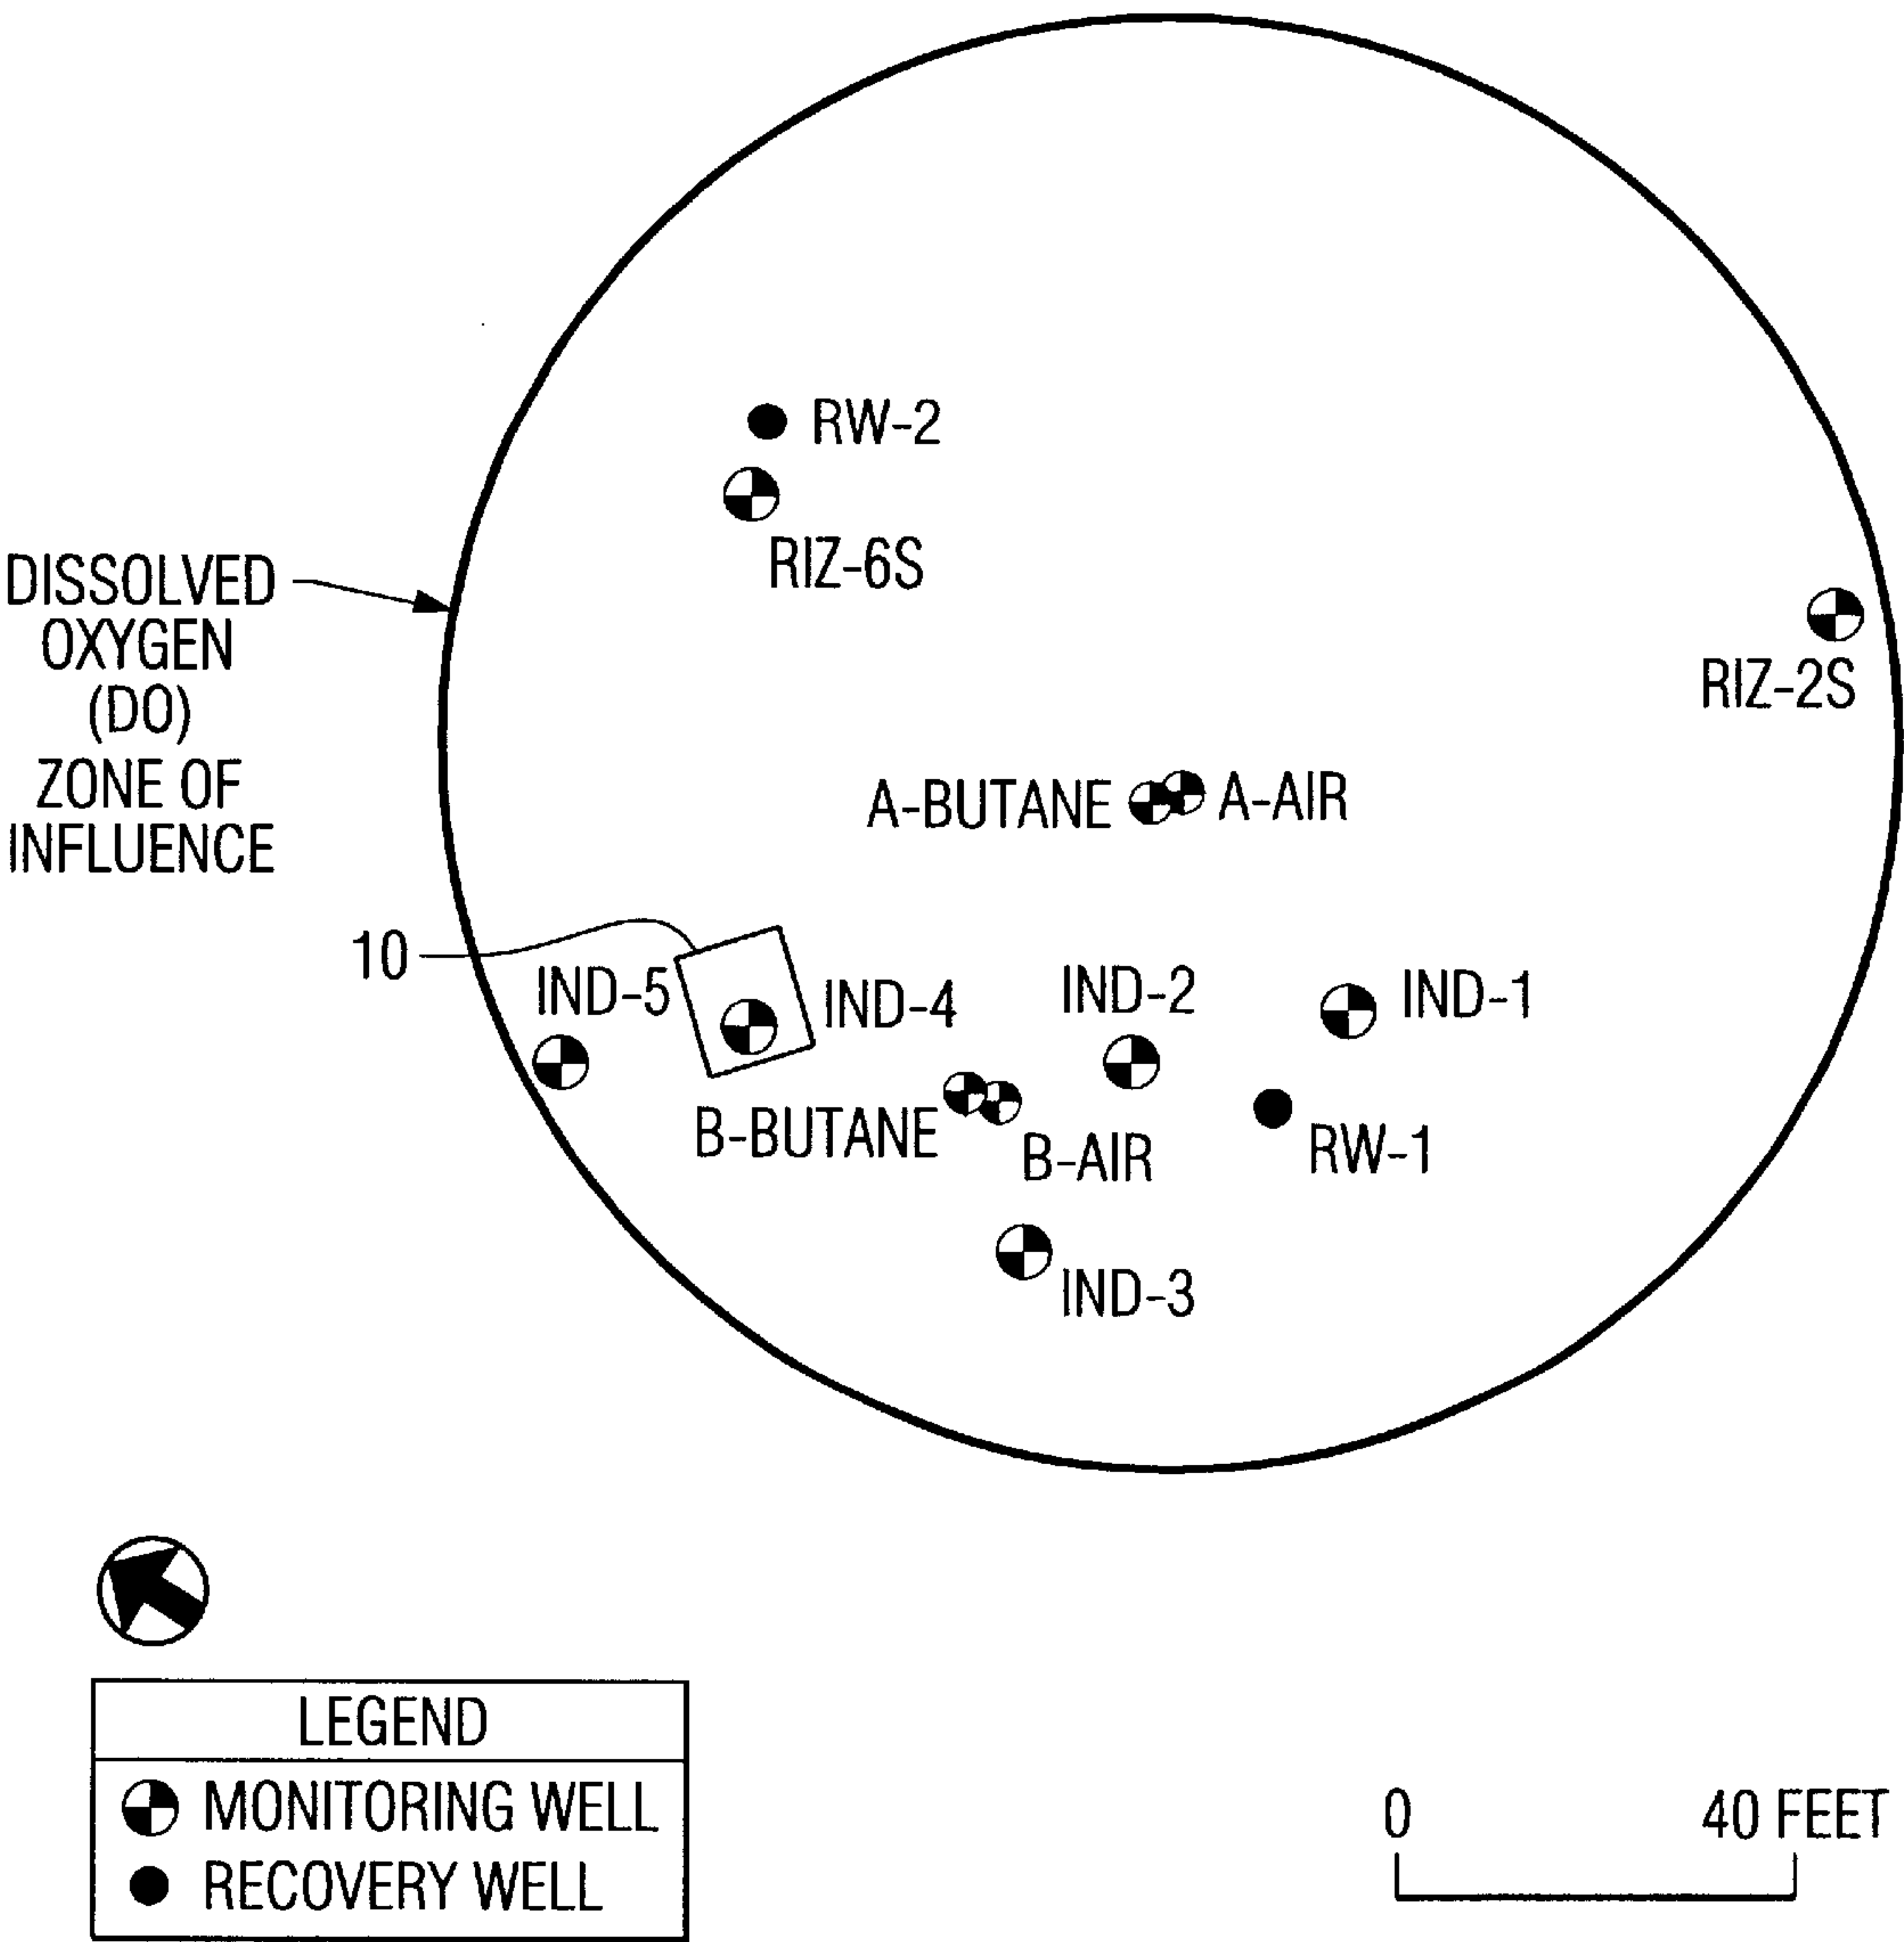 RW-2
RIZ-6S
DISSOLVED
OXYGEN
(DO)
ZONE OF
INFLUENCE
RIZ-2S
A-BUTANE
A-AIR
10
IND-5
IND-4
IND-2
IND-1
B-BUTANE
B-AIR
RW-1
IND-3
LEGEND
MONITORING WELL
RECOVERY WELL
0
40 FEET